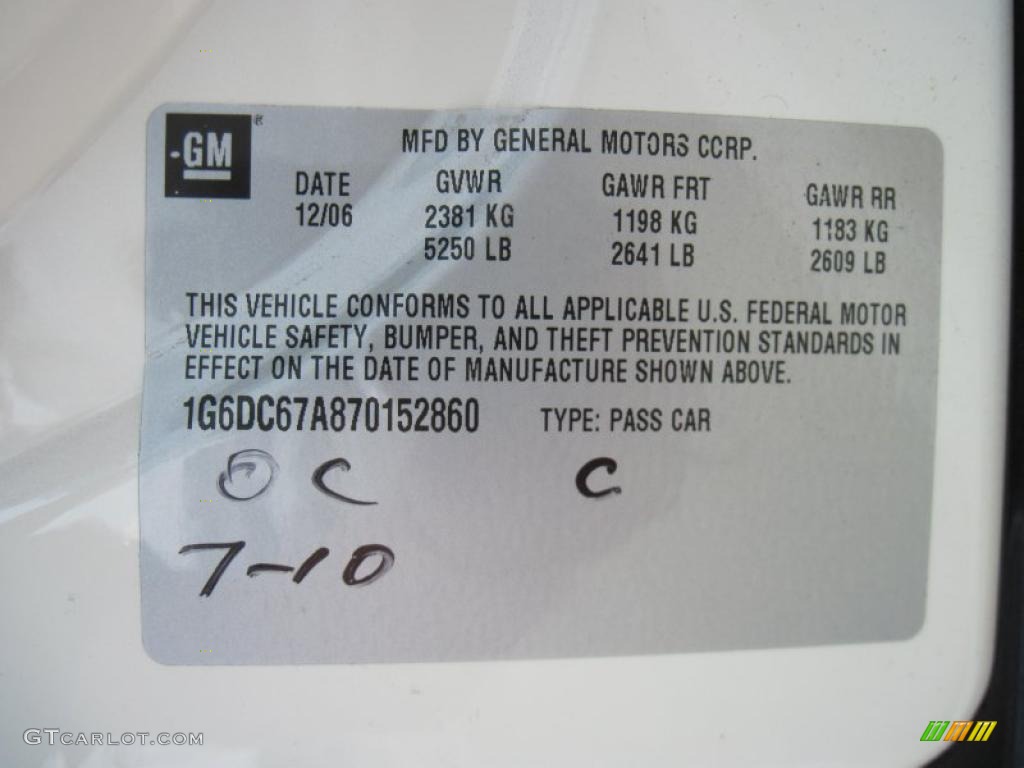 GM®
MFD BY GENERAL MOTORS CORP.
DATE GVWR GAWR FRT GAWR RR
12/06 2381 KG 1198 KG 1183 KG
5250 LB 2641 LB 2609 LB
THIS VEHICLE CONFORMS TO ALL APPLICABLE U.S. FEDERAL MOTOR
VEHICLE SAFETY, BUMPER, AND THEFT PREVENTION STANDARDS IN
EFFECT ON THE DATE OF MANUFACTURE SHOWN ABOVE.
1G6DC67A870152860 TYPE: PASS CAR
OC C
7-10
GTCARLOT.COM